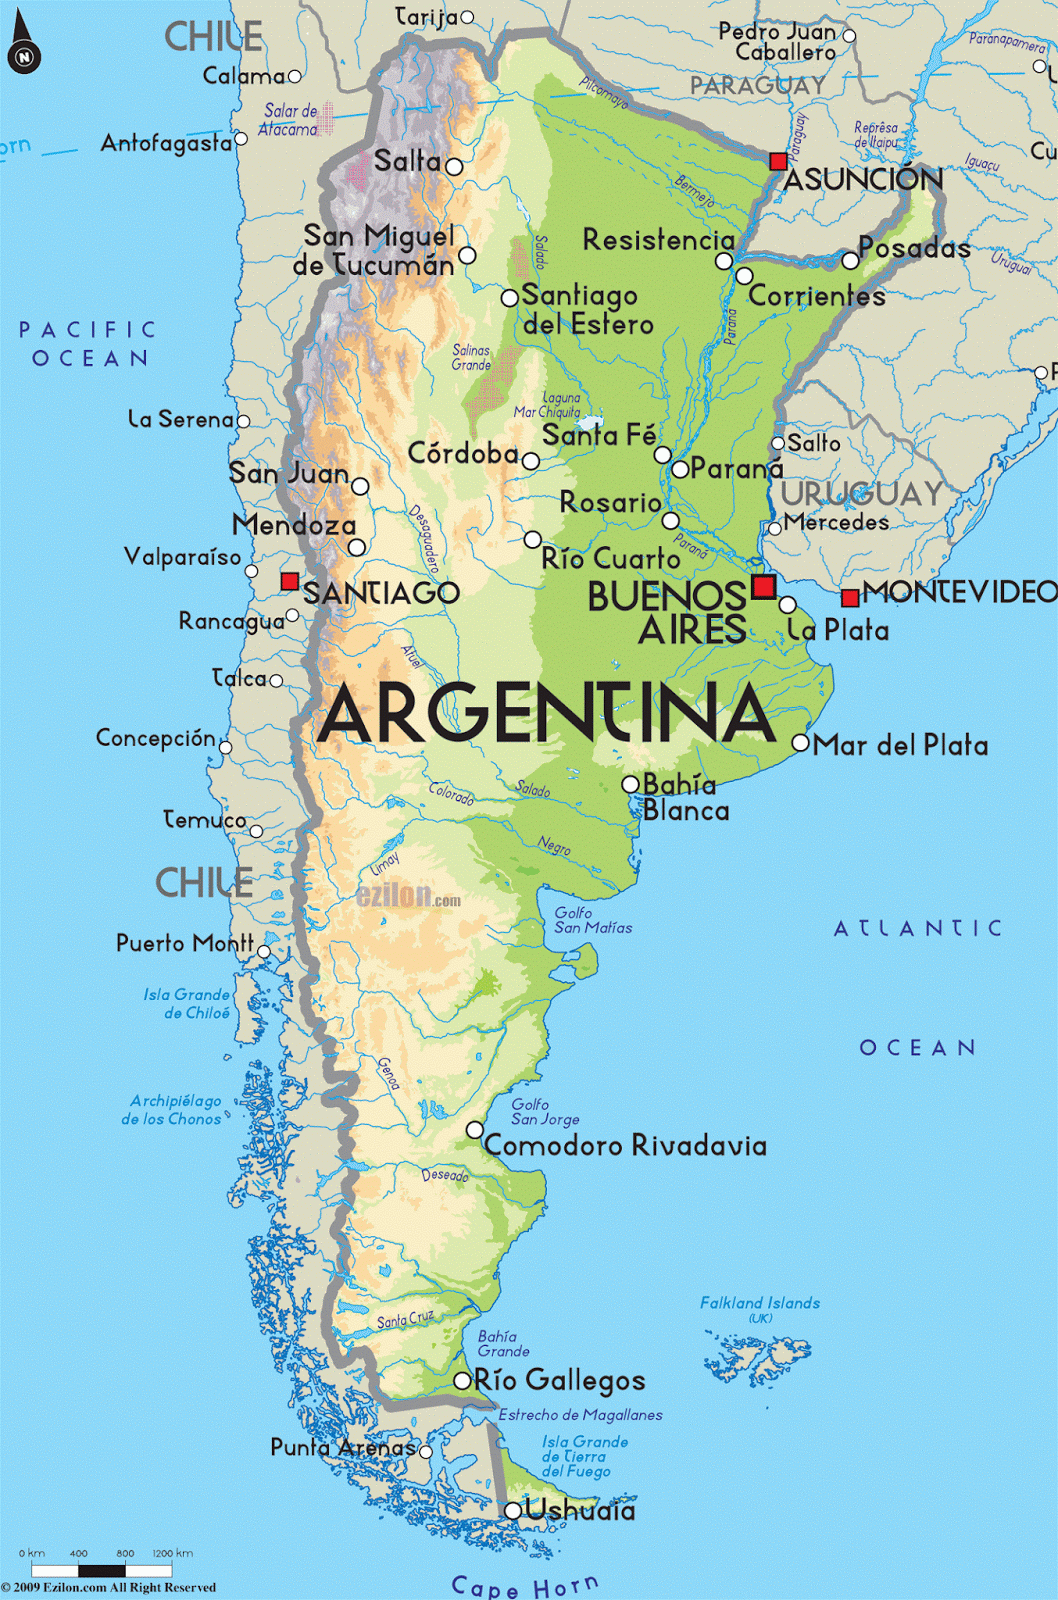 Tarija
CHILE
Pedro Juan
Caballero
Paranapamera
Calama
PARAGUAY
Pilcomayo
Salar de
Atacama
Paraguay
Represa
de Itaipu
Antofagasta
orn
Iguaçu
Cu
Salta
ASUNCIÓN
Bermejo
San Miguel
de Tucumán
Salado
Resistencia
Posadas
Uruguai
Santiago
del Estero
Corrientes
PACIFIC
OCEAN
Paraná
Salinas
Grande
P
Laguna
Mar Chiquita
La Serena
Santa Fé
Salto
Córdoba
Paraná
San Juan
URUGUAY
Rosario
Mercedes
Desaguadero
Mendoza
Paraná
Valparaíso
Río Cuarto
SANTIAGO
BUENOS
AIRES
MONTEVIDEO
Rancagua
La Plata
Atuel
Talca
ARGENTINA
Concepción
Mar del Plata
Bahía
Blanca
Colorado
Salado
Temuco
Negro
Limay
CHILE
ezilon.com
Golfo
San Matías
ATLANTIC
Puerto Montt
Isla Grande
de Chiloé
OCEAN
Genoa
Archipiélago
de los Chonos
Golfo
San Jorge
Comodoro Rivadavia
Deseado
Falkland Islands
(UK)
Santa Cruz
Bahía
Grande
Río Gallegos
Estrecho de Magallanes
Punta Arenas
Isla Grande
de Tierra
del Fuego
Ushuaia
0 km 400 800 1200 km
© 2009 Ezilon.com All Right Reserved
Cape Horn
N